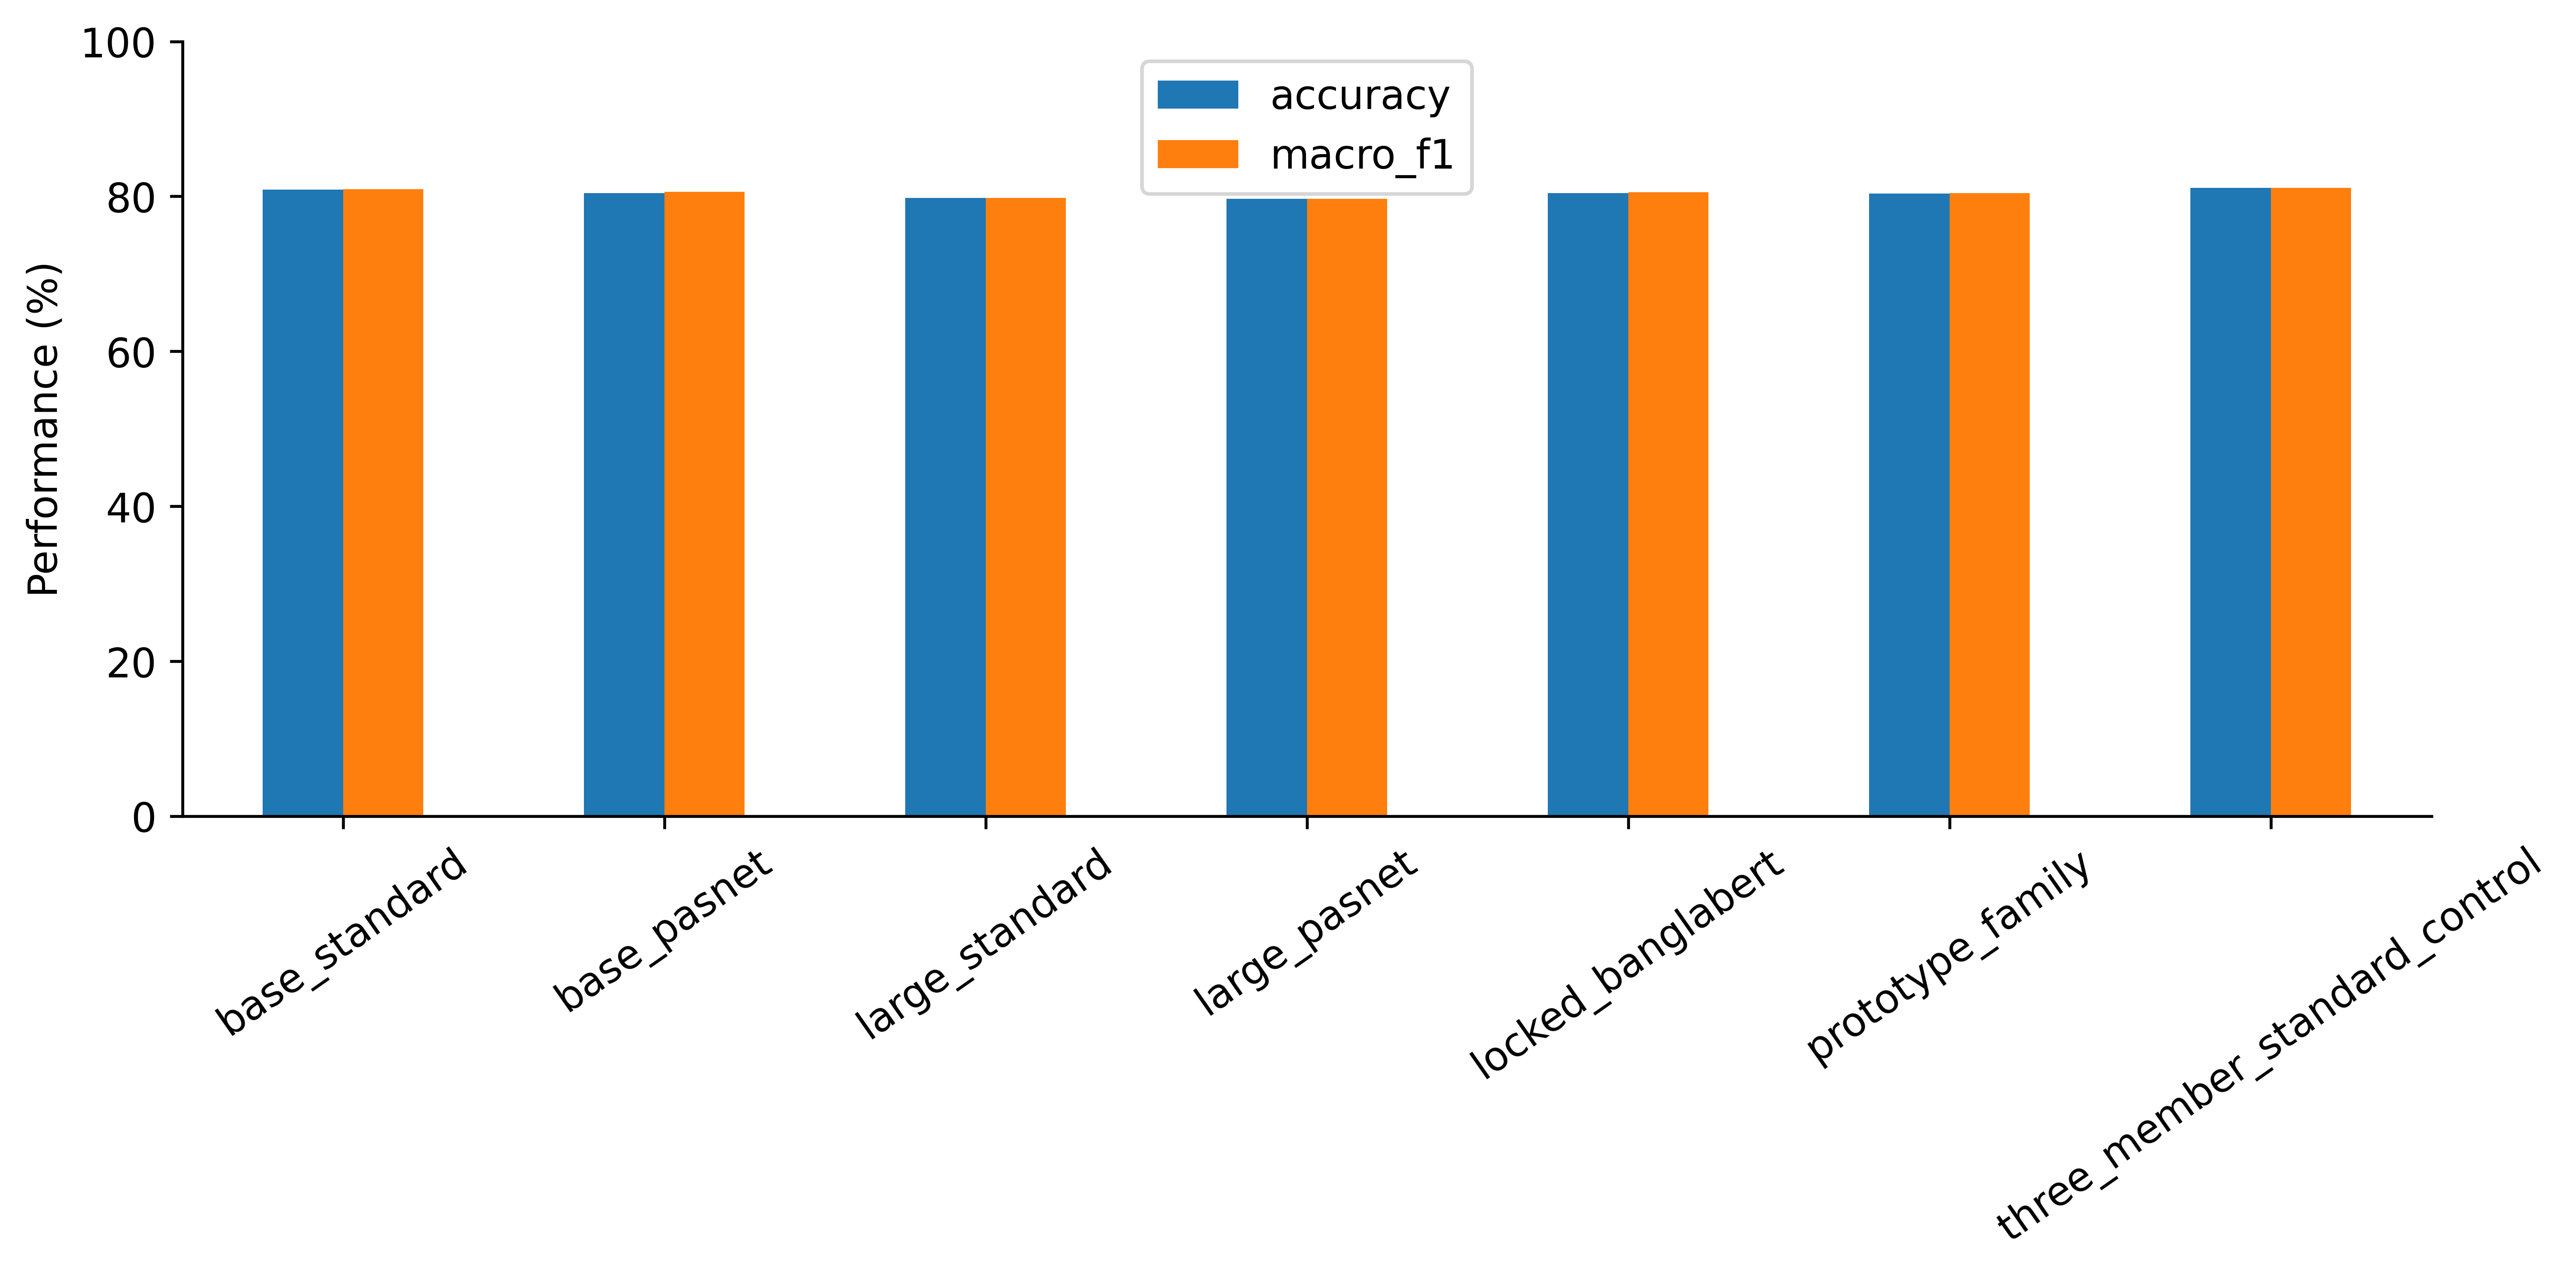 100
80
60
40
20
0
Performance (%)
accuracy
macro_f1
base_standard
base_pasnet
large_standard
large_pasnet
locked_banglabert
prototype_family
three_member_standard_control